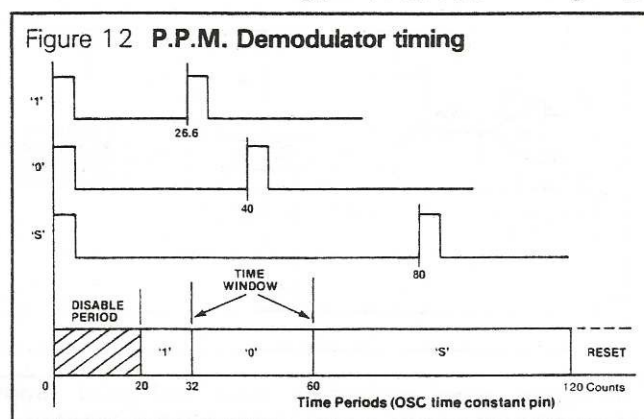 Figure 12 P.P.M. Demodulator timing
'1'
26.6
'0'
40
'S'
80
TIME
WINDOW
DISABLE
PERIOD
'1'
'0'
'S'
RESET
0
20
32
60
120 Counts
Time Periods (OSC time constant pin)